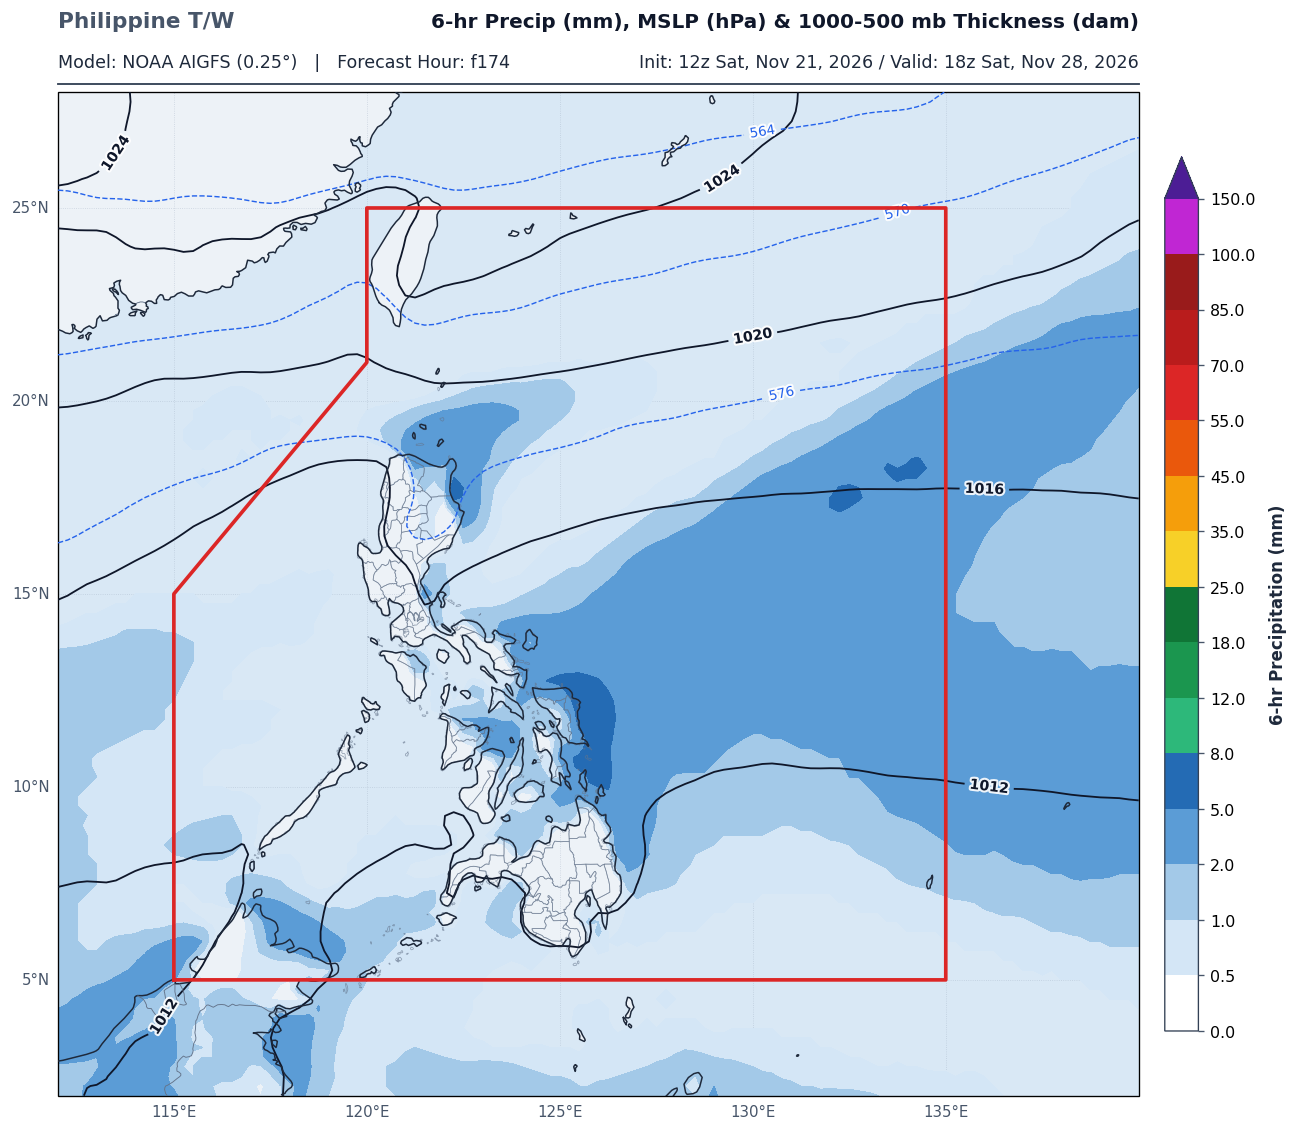 Philippine T/W
6-hr Precip (mm), MSLP (hPa) & 1000-500 mb Thickness (dam)
Model: NOAA AIGFS (0.25°) | Forecast Hour: f174
Init: 12z Sat, Nov 21, 2026 / Valid: 18z Sat, Nov 28, 2026
1024
564
1024
570
1020
576
1016
1012
1012
25°N
20°N
15°N
10°N
5°N
115°E
120°E
125°E
130°E
135°E
150.0
100.0
85.0
70.0
55.0
45.0
35.0
25.0
18.0
12.0
8.0
5.0
2.0
1.0
0.5
0.0
6-hr Precipitation (mm)